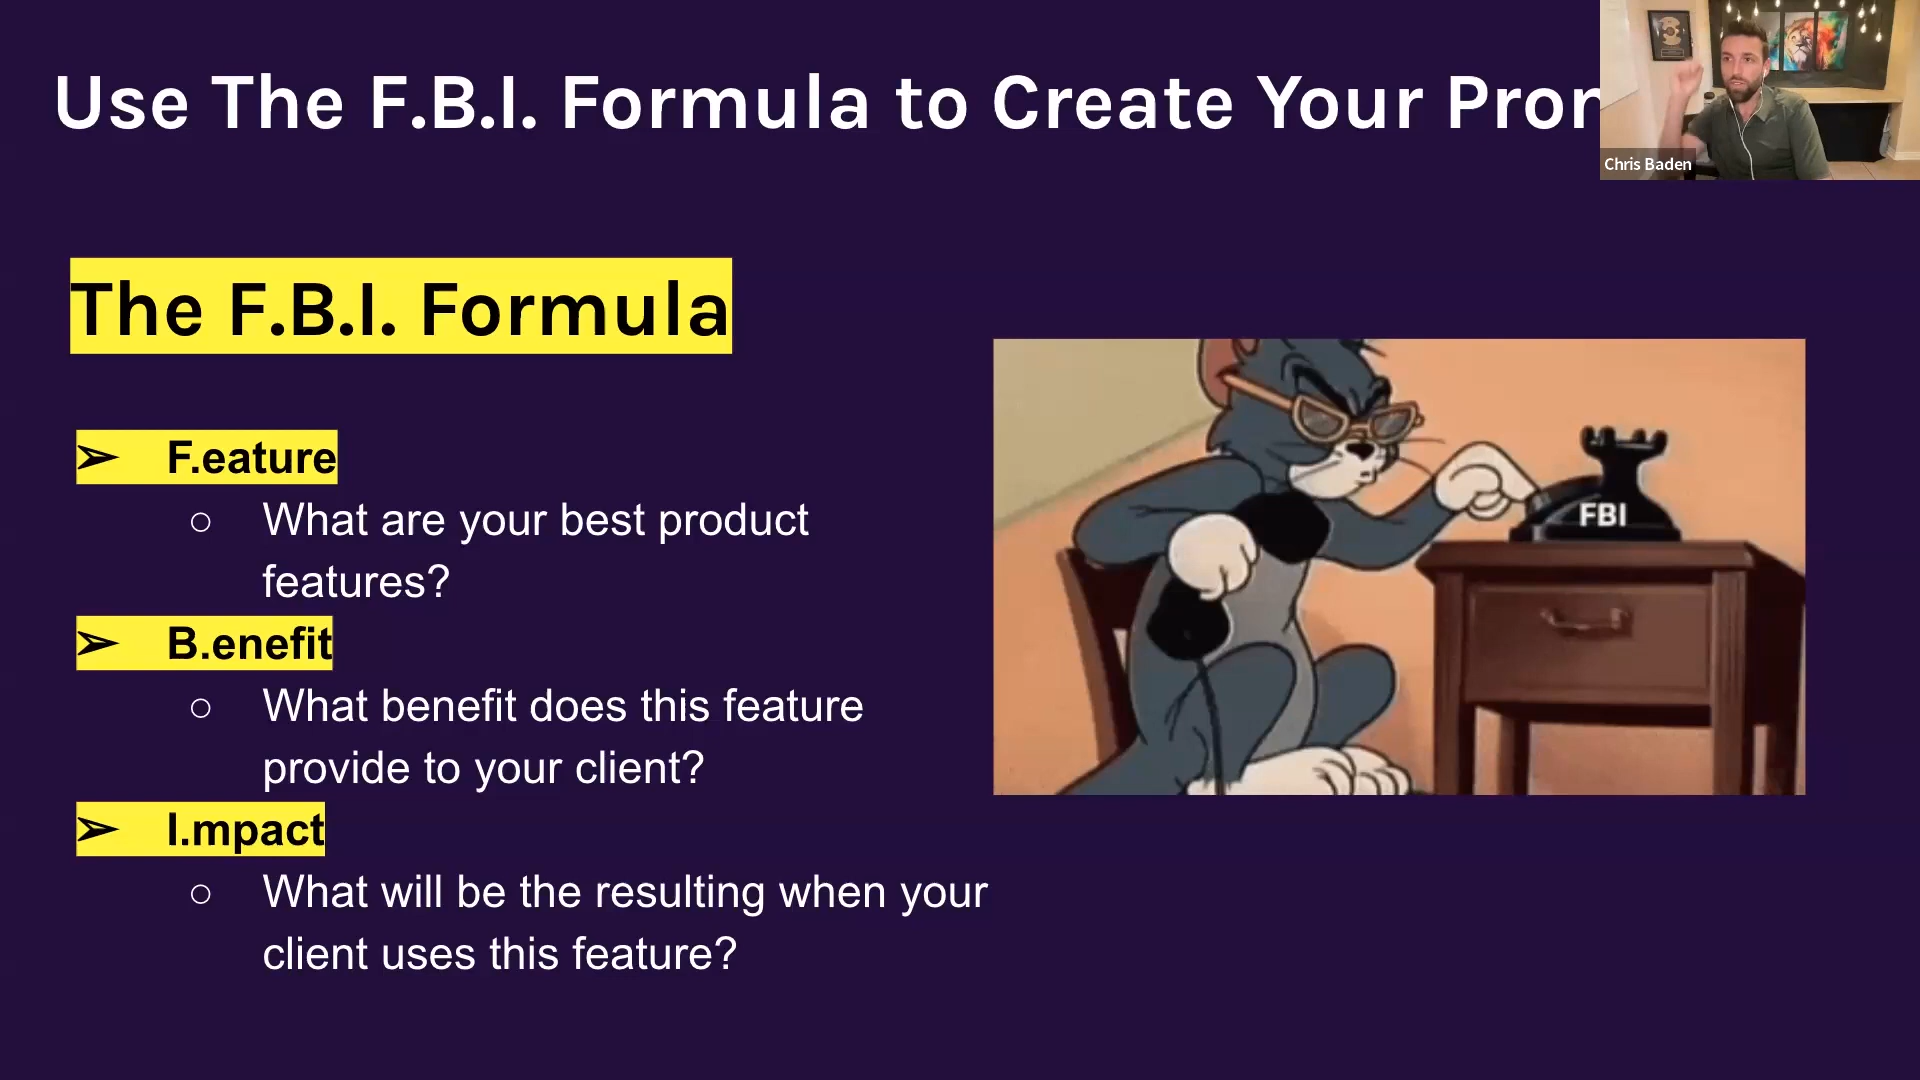 Use The F.B.I. Formula to Create Your
Chris Baden
The F.B.I. Formula
➢ F.eature
○ What are your best product
features?
➢ B.enefit
○ What benefit does this feature
provide to your client?
➢ I.mpact
○ What will be the resulting when your
client uses this feature?
FBI